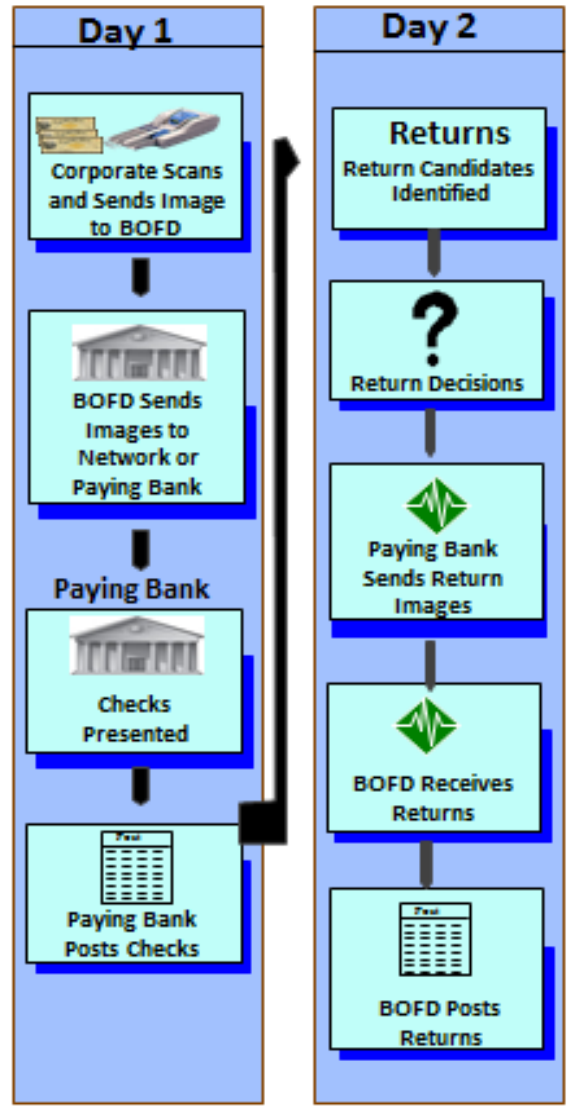 Day 1
Corporate Scans
and Sends Image
to BOFD
BOFD Sends
Images to
Network or
Paying Bank
Paying Bank
Checks
Presented
Post
Paying Bank
Posts Checks
Day 2
Returns
Return Candidates
Identified
?
Return Decisions
Paying Bank
Sends Return
Images
BOFD Receives
Returns
Post
BOFD Posts
Returns